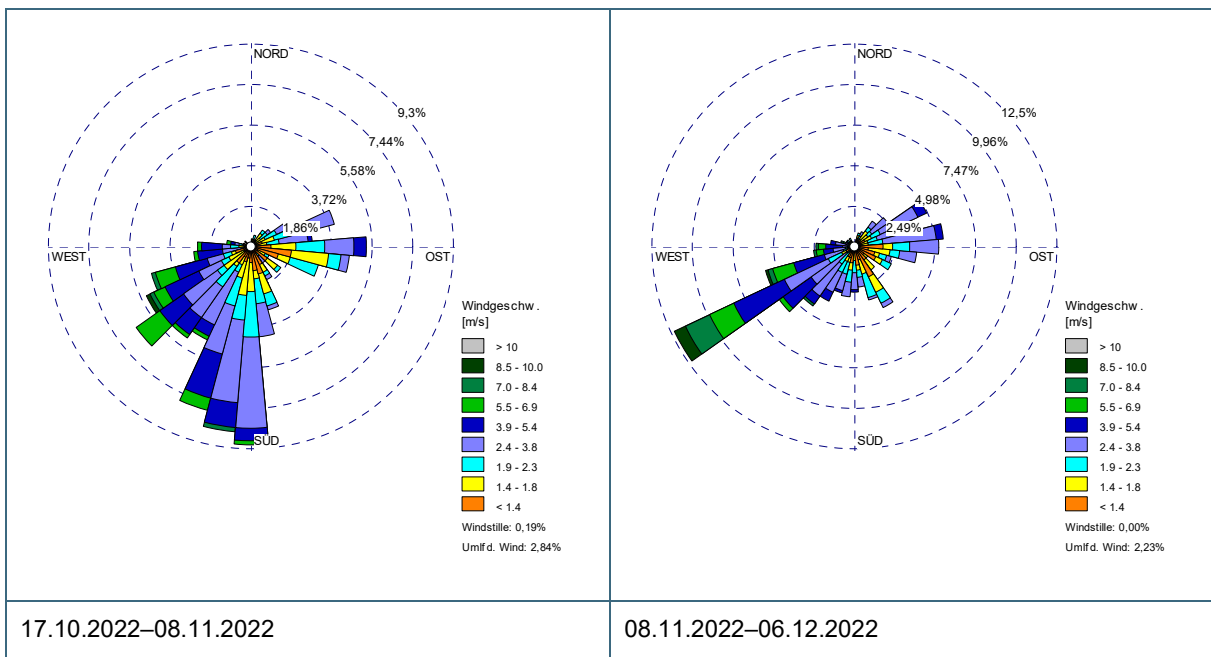 NORD
9,3%
7,44%
5,58%
3,72%
1,86%
WEST
OST
SÜD
Windgeschw .
[m/s]
> 10
8.5 - 10.0
7.0 - 8.4
5.5 - 6.9
3.9 - 5.4
2.4 - 3.8
1.9 - 2.3
1.4 - 1.8
< 1.4
Windstille: 0,19%
Umlfd. Wind: 2,84%
17.10.2022–08.11.2022
NORD
12,5%
9,96%
7,47%
4,98%
2,49%
WEST
OST
SÜD
Windgeschw .
[m/s]
> 10
8.5 - 10.0
7.0 - 8.4
5.5 - 6.9
3.9 - 5.4
2.4 - 3.8
1.9 - 2.3
1.4 - 1.8
< 1.4
Windstille: 0,00%
Umlfd. Wind: 2,23%
08.11.2022–06.12.2022